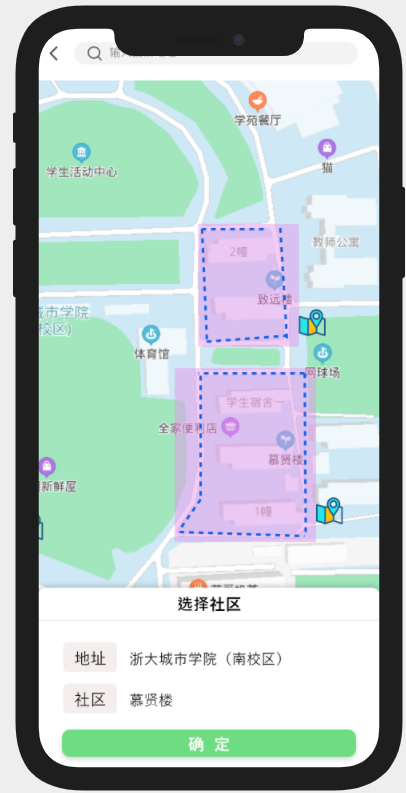 学苑餐厅
学生活动中心
猫
2幢
教师公寓
致远楼
市学院
校区)
体育馆
网球场
学生宿舍一
全家便利店
慕贤楼
新鲜屋
1幢
选择社区
地址 浙大城市学院（南校区）
社区 慕贤楼
确 定